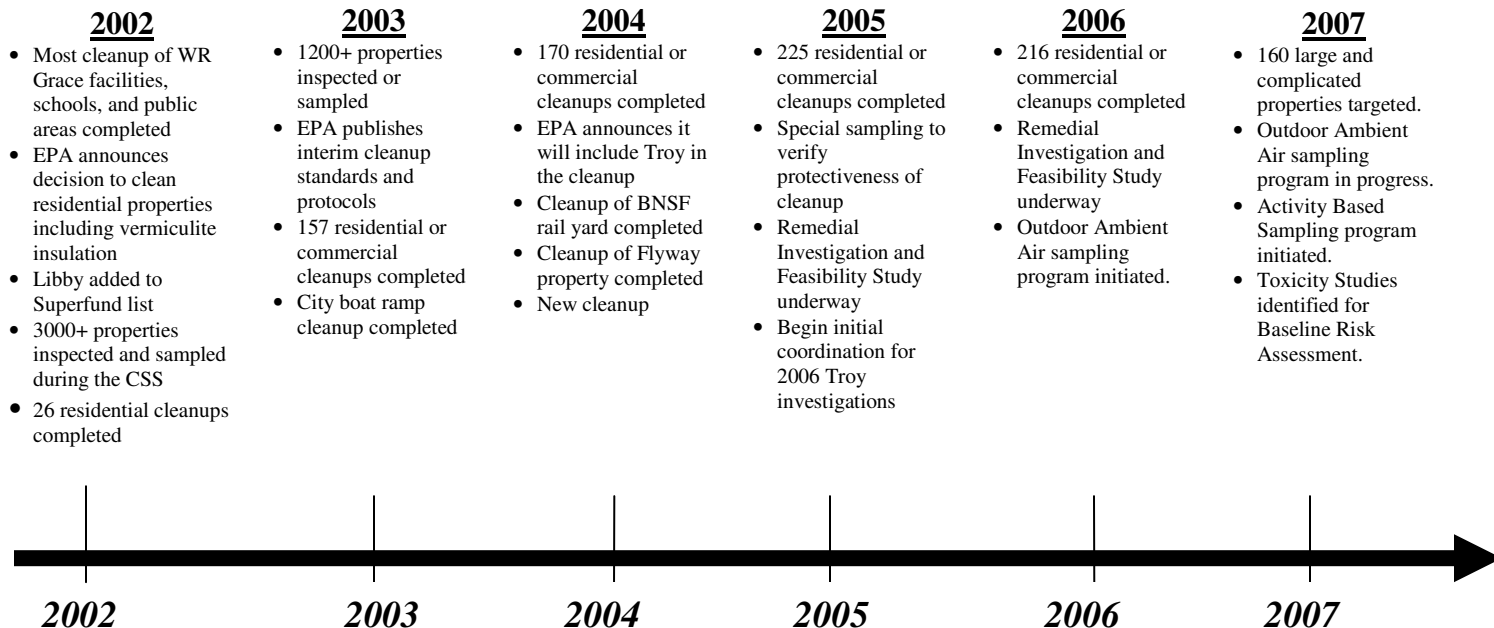 2002
• Most cleanup of WR
Grace facilities,
schools, and public
areas completed
• EPA announces
decision to clean
residential properties
including vermiculite
insulation
• Libby added to
Superfund list
• 3000+ properties
inspected and sampled
during the CSS
• 26 residential cleanups
completed
2003
• 1200+ properties
inspected or
sampled
• EPA publishes
interim cleanup
standards and
protocols
• 157 residential or
commercial
cleanups completed
• City boat ramp
cleanup completed
2004
• 170 residential or
commercial
cleanups completed
• EPA announces it
will include Troy in
the cleanup
• Cleanup of BNSF
rail yard completed
• Cleanup of Flyway
property completed
• New cleanup
2005
• 225 residential or
commercial
cleanups completed
• Special sampling to
verify
protectiveness of
cleanup
• Remedial
Investigation and
Feasibility Study
underway
• Begin initial
coordination for
2006 Troy
investigations
2006
• 216 residential or
commercial
cleanups completed
• Remedial
Investigation and
Feasibility Study
underway
• Outdoor Ambient
Air sampling
program initiated.
2007
• 160 large and
complicated
properties targeted.
• Outdoor Ambient
Air sampling
program in progress.
• Activity Based
Sampling program
initiated.
• Toxicity Studies
identified for
Baseline Risk
Assessment.
2002 2003 2004 2005 2006 2007